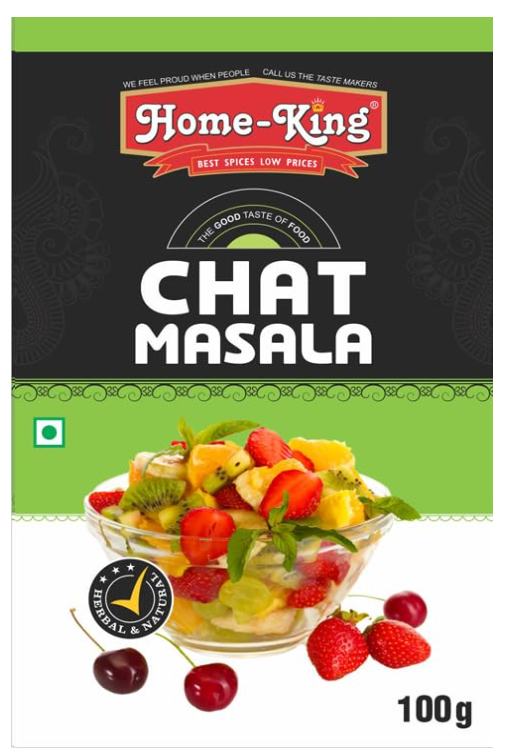 WE FEEL PROUD WHEN PEOPLE CALL US THE TASTE MAKERS
Home-King®
BEST SPICES LOW PRICES
THE GOOD TASTE OF FOOD
CHAT
MASALA
HERBAL & NATURAL
100g